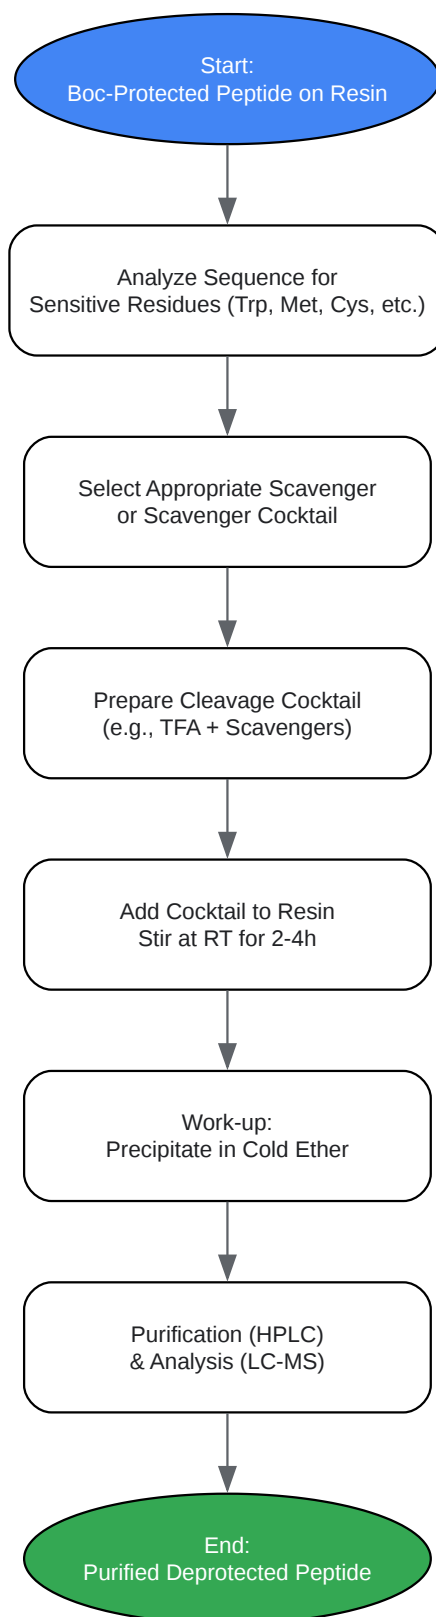 Start:
Boc-Protected Peptide on Resin
Analyze Sequence for
Sensitive Residues (Trp, Met, Cys, etc.)
Select Appropriate Scavenger
or Scavenger Cocktail
Prepare Cleavage Cocktail
(e.g., TFA + Scavengers)
Add Cocktail to Resin
Stir at RT for 2-4h
Work-up:
Precipitate in Cold Ether
Purification (HPLC)
& Analysis (LC-MS)
End:
Purified Deprotected Peptide